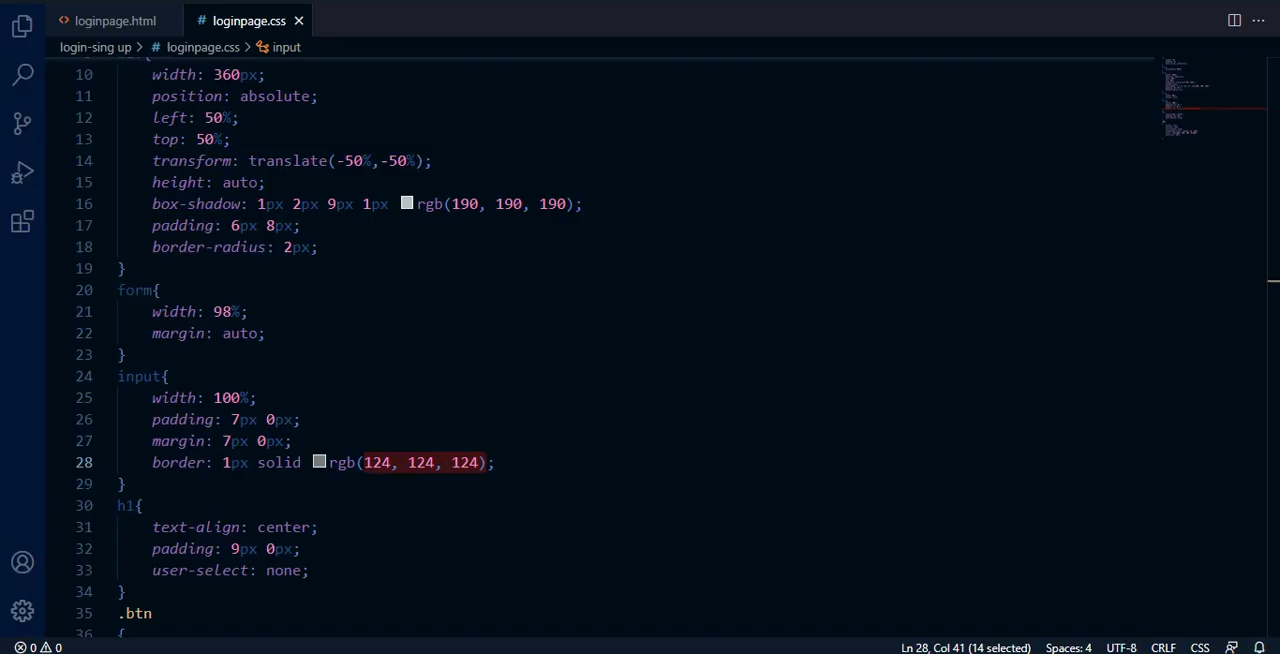 loginpage.html
# loginpage.css
login-sing up > # loginpage.css > input
10 width: 360px;
11 position: absolute;
12 left: 50%;
13 top: 50%;
14 transform: translate(-50%,-50%);
15 height: auto;
16 box-shadow: 1px 2px 9px 1px rgb(190, 190, 190);
17 padding: 6px 8px;
18 border-radius: 2px;
19 }
20 form{
21 width: 98%;
22 margin: auto;
23 }
24 input{
25 width: 100%;
26 padding: 7px 0px;
27 margin: 7px 0px;
28 border: 1px solid rgb(124, 124, 124);
29 }
30 h1{
31 text-align: center;
32 padding: 9px 0px;
33 user-select: none;
34 }
35 .btn
36 {
0 0 Ln 28, Col 41 (14 selected) Spaces: 4 UTF-8 CRLF CSS